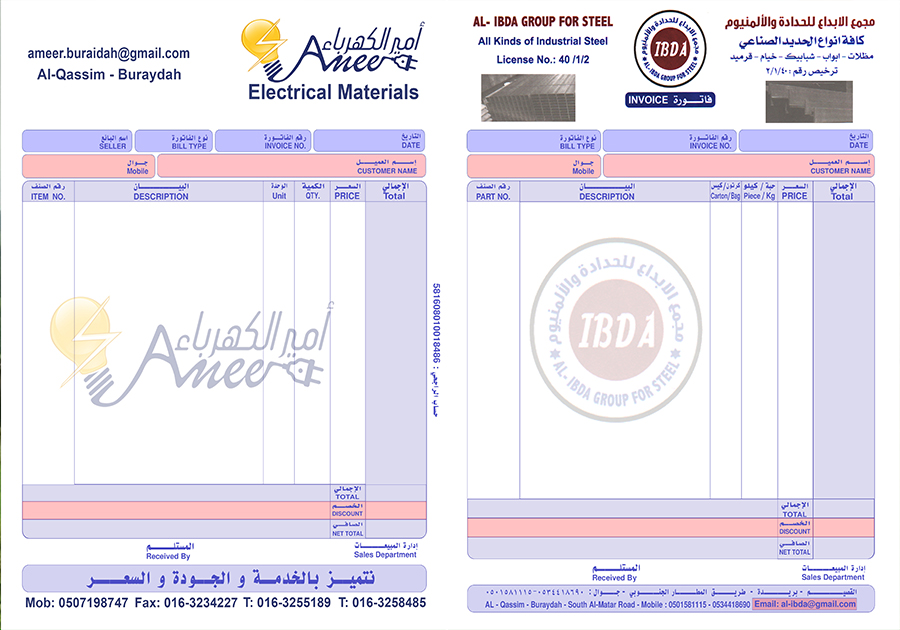 ameer.buraidah@gmail.com
Al-Qassim - Buraydah
أمير الكهرباء
Ameer
Electrical Materials
اسم البائع
SELLER
نوع الفاتورة
BILL TYPE
رقم الفاتورة
INVOICE NO.
التاريخ
DATE
جوال
Mobile
إسم العميل
CUSTOMER NAME
رقم الصنف
ITEM NO.
البيان
DESCRIPTION
الوحدة
Unit
الكمية
QTY.
السعر
PRICE
الإجمالي
Total
أمير الكهرباء
Ameer
حساب الراجحي : 581608010018486
الإجمالي
TOTAL
الخصم
DISCOUNT
الصافي
NET TOTAL
المستلم
Received By
إدارة المبيعات
Sales Department
نتميز بالخدمة و الجودة و السعر
Mob: 0507198747 Fax: 016-3234227 T: 016-3255189 T: 016-3258485
AL- IBDA GROUP FOR STEEL
All Kinds of Industrial Steel
License No.: 40 /1/2
مجمع الابداع للحدادة والألمنيوم
IBDA
AL- IBDA GROUP FOR STEEL
INVOICE فاتورة
مجمع الابداع للحدادة والألمنيوم
كافة انواع الحديد الصناعي
مظلات - ابواب - شبابيك - خيام - قرميد
ترخيص رقم : ٢/١/٤٠
نوع الفاتورة
BILL TYPE
رقم الفاتورة
INVOICE NO.
التاريخ
DATE
جوال
Mobile
إسم العميل
CUSTOMER NAME
رقم الصنف
PART NO.
البيان
DESCRIPTION
كرتون/كيس
Carton/Bag
حبة / كيلو
Piece / Kg
السعر
PRICE
الإجمالي
Total
مجمع الابداع للحدادة والألمنيوم
IBDA
AL- IBDA GROUP FOR STEEL
الإجمالي
TOTAL
الخصم
DISCOUNT
الصافي
NET TOTAL
المستلم
Received By
إدارة المبيعات
Sales Department
القصيم - بريدة - طريق المطار الجنوبي - جوال : ٠٥٣٤٤١٨٦٩٠ - ٠٥٠١٥٨١١١٥
AL - Qassim - Buraydah - South Al-Matar Road - Mobile : 0501581115 - 0534418690 Email: al-ibda@gmail.com